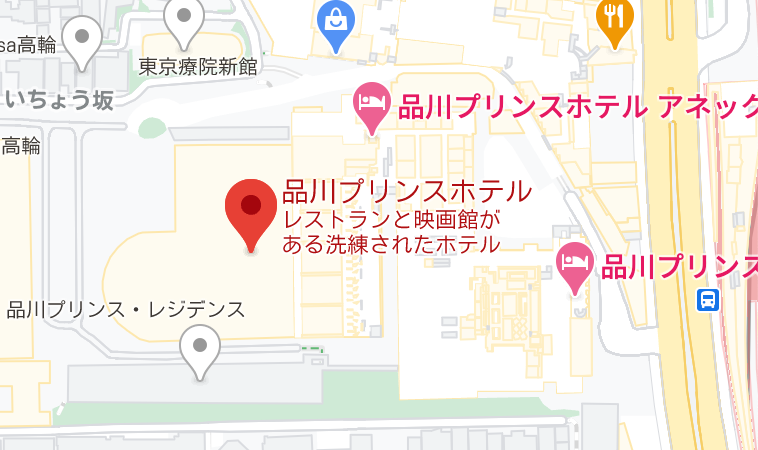 sa高輪
東京療院新館
いちょう坂
品川プリンスホテル アネック
高輪
品川プリンスホテル
レストランと映画館が
ある洗練されたホテル
品川プリンス
品川プリンス・レジデンス